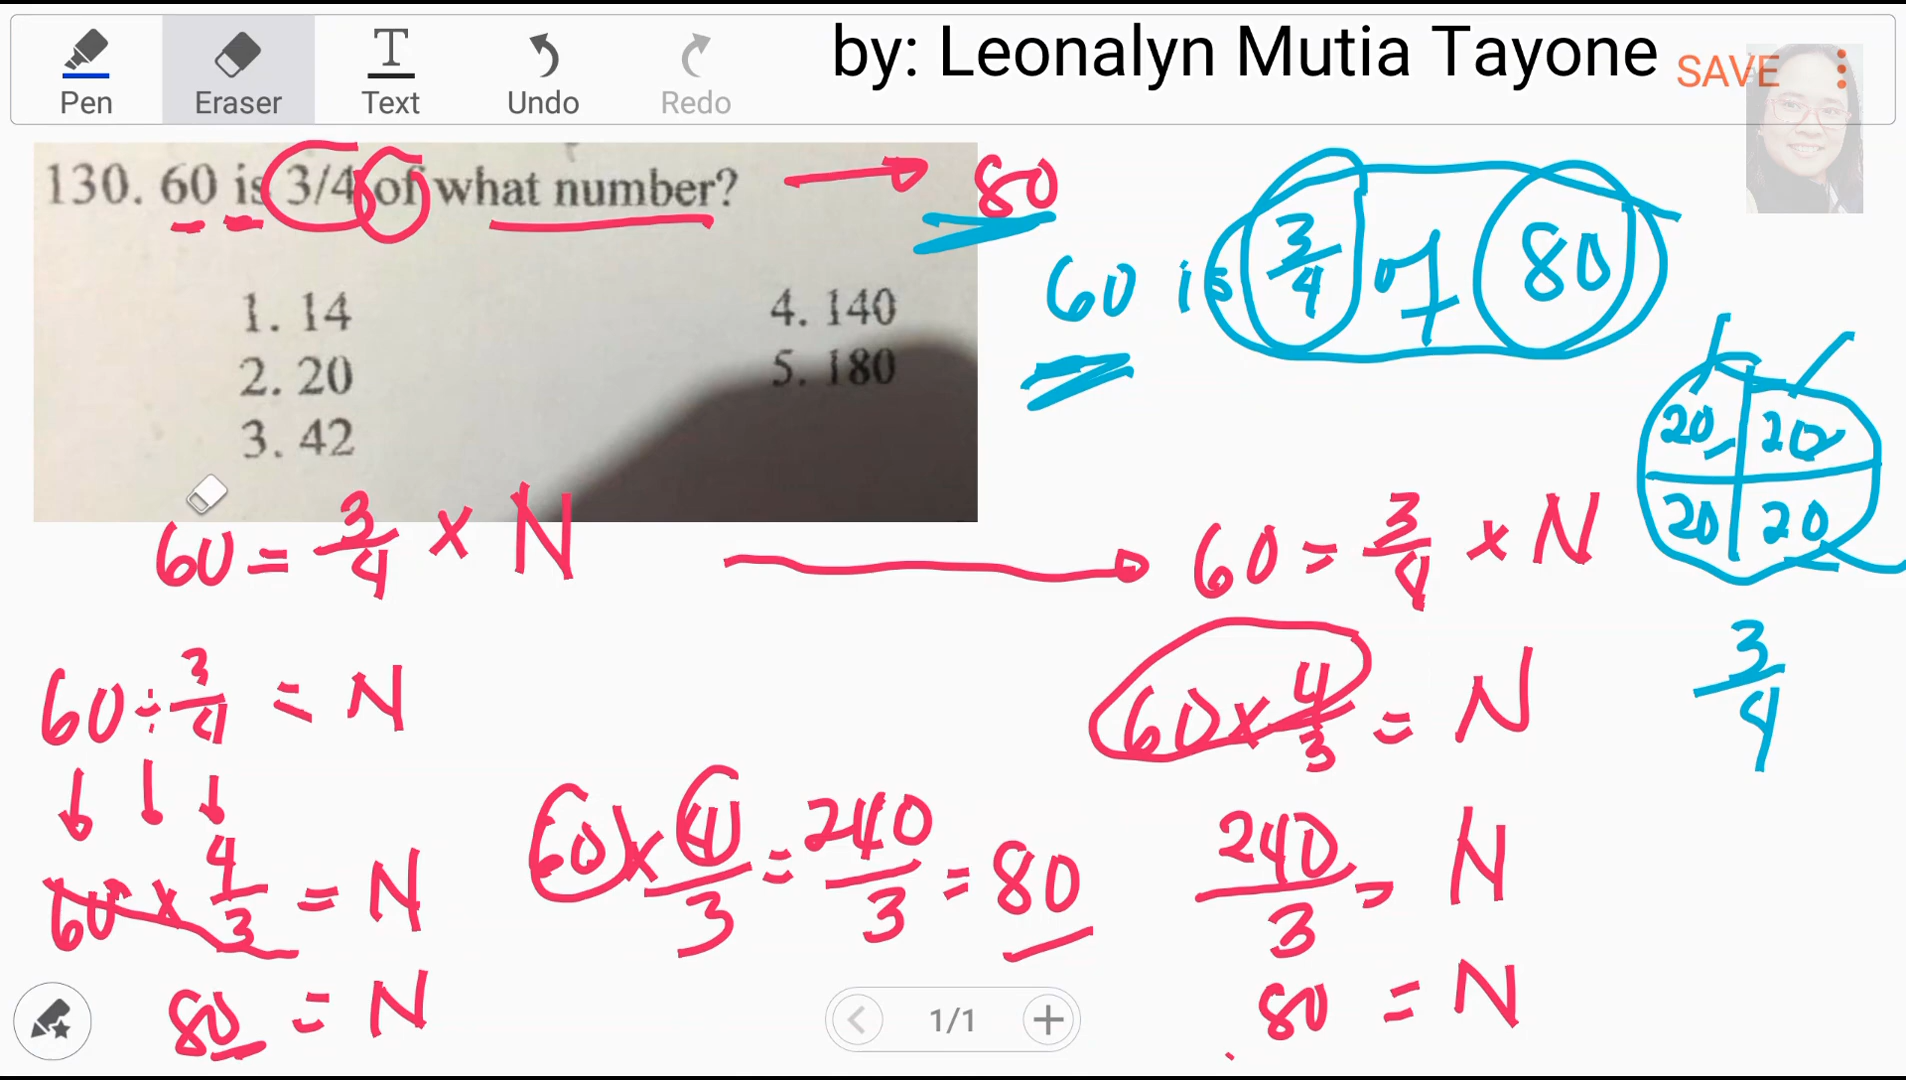 Pen Eraser Text Undo Redo by: Leonalyn Mutia Tayone SAVE
130. 60 is 3/4 of what number? 80
60 is 3/4 of 80
1. 14
2. 20
3. 42
4. 140
5. 180
20 20
20 20
3/4
60 = 3/4 × N
60 ÷ 3/4 = N
60 × 4/3 = N
80 = N
60 × 4/3 = 240/3 = 80
60 = 3/4 × N
60 × 4/3 = N
240/3 = N
80 = N
1/1